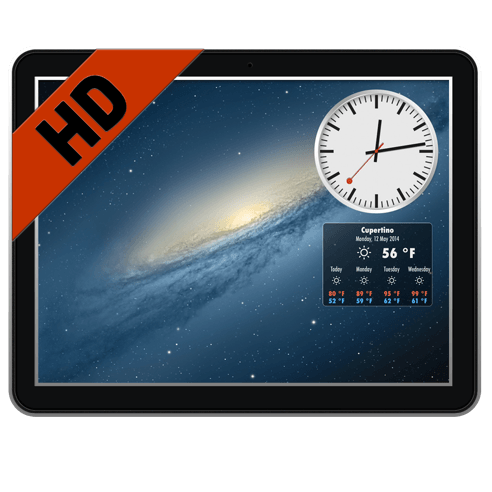 HD
Cupertino
Monday, 12 May 2014
56 °F
Today Monday Tuesday Wednesday
80 °F 89 °F 95 °F 99 °F
52 °F 59 °F 62 °F 61 °F